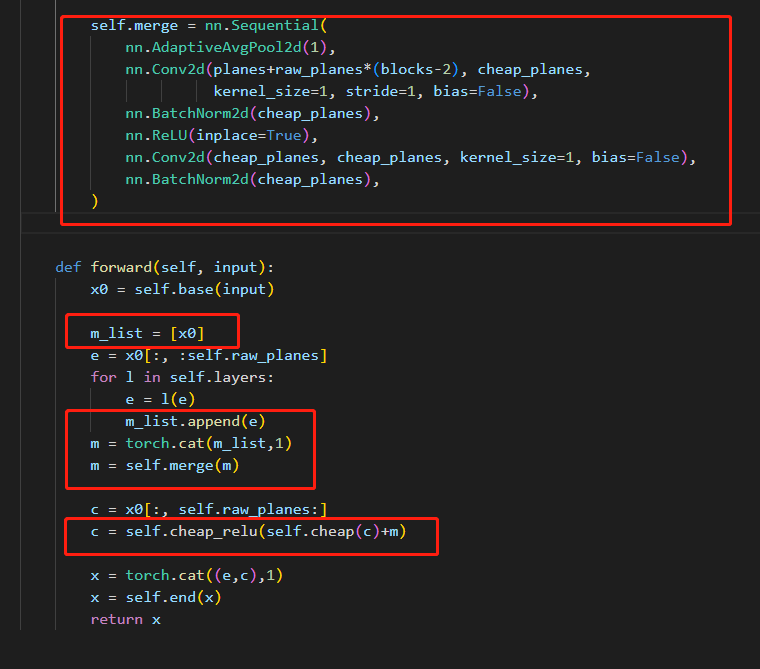 self.merge = nn.Sequential(
nn.AdaptiveAvgPool2d(1),
nn.Conv2d(planes+raw_planes*(blocks-2), cheap_planes,
kernel_size=1, stride=1, bias=False),
nn.BatchNorm2d(cheap_planes),
nn.ReLU(inplace=True),
nn.Conv2d(cheap_planes, cheap_planes, kernel_size=1, bias=False),
nn.BatchNorm2d(cheap_planes),
)
def forward(self, input):
x0 = self.base(input)
m_list = [x0]
e = x0[:, :self.raw_planes]
for l in self.layers:
e = l(e)
m_list.append(e)
m = torch.cat(m_list,1)
m = self.merge(m)
c = x0[:, self.raw_planes:]
c = self.cheap_relu(self.cheap(c)+m)
x = torch.cat((e,c),1)
x = self.end(x)
return x